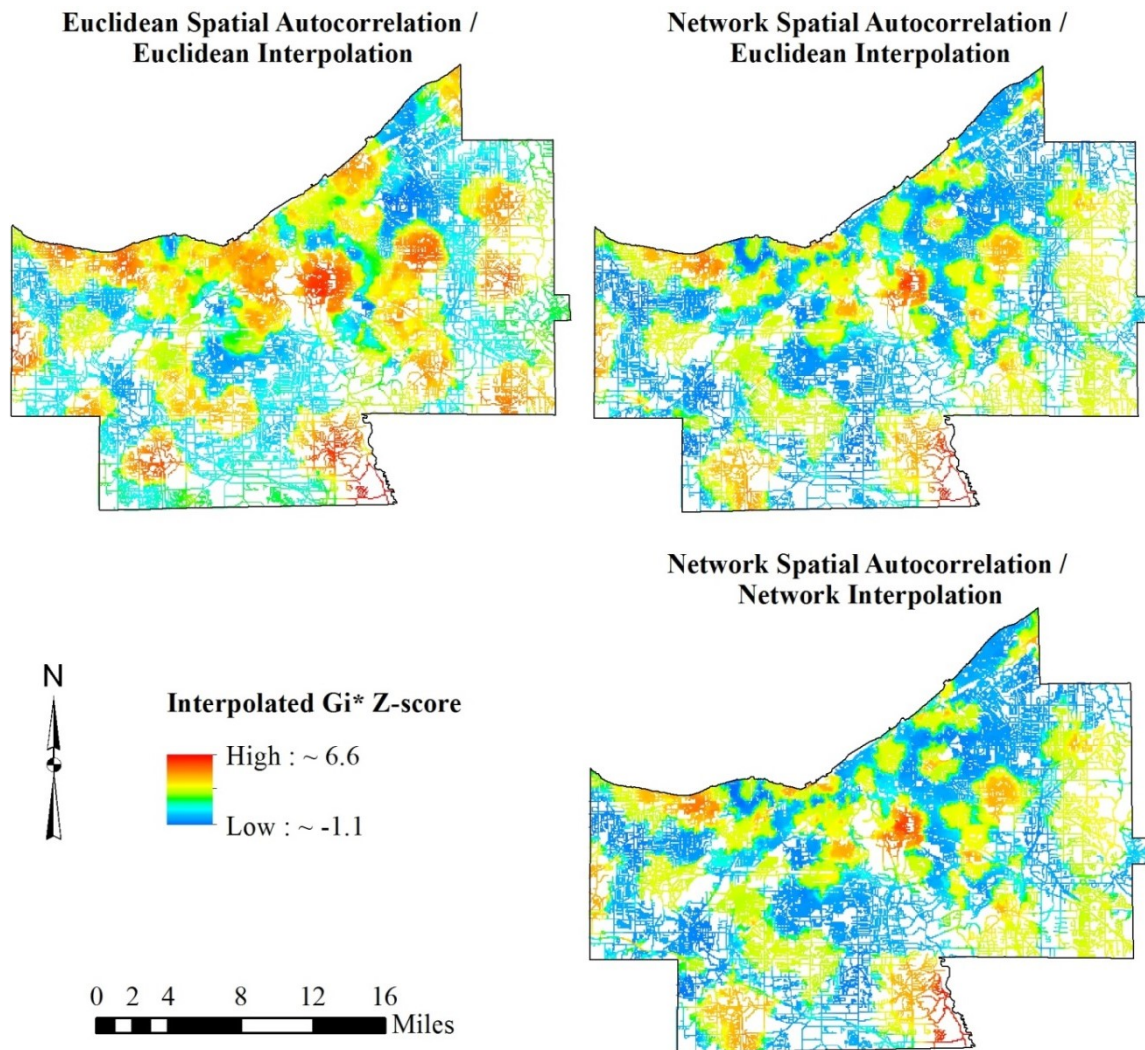 Euclidean Spatial Autocorrelation /
Euclidean Interpolation
Network Spatial Autocorrelation /
Euclidean Interpolation
Network Spatial Autocorrelation /
Network Interpolation
N
Interpolated Gi* Z-score
High : ~ 6.6
Low : ~ -1.1
0 2 4 8 12 16
Miles